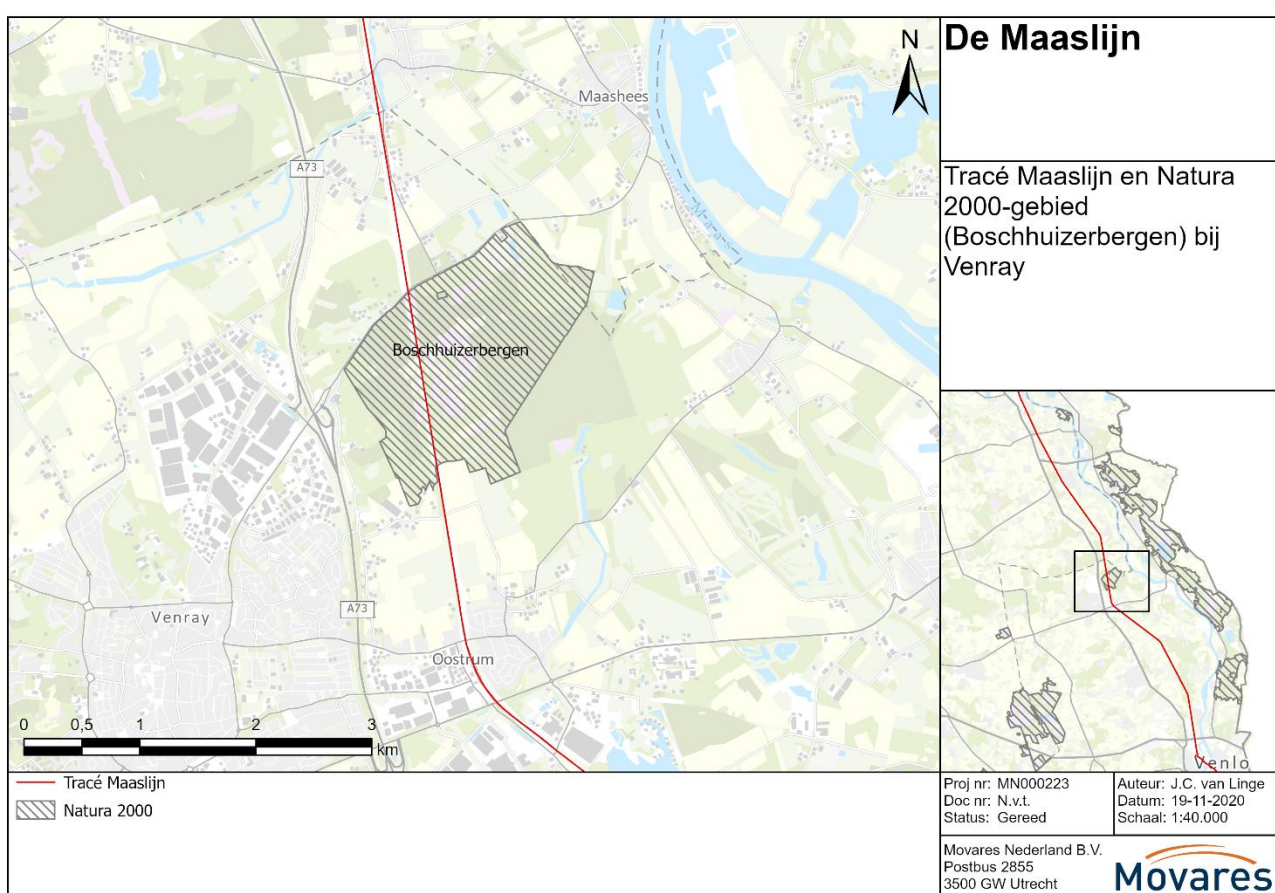 De Maaslijn
Tracé Maaslijn en Natura
2000-gebied
(Boschhuizerbergen) bij
Venray
N
Maashees
A73
Maas
Boschhuizerbergen
Venray
A73
Oostrum
0 0,5 1 2 3
km
Tracé Maaslijn
Natura 2000
Venlo
Proj nr: MN000223
Doc nr: N.v.t.
Status: Gereed
Auteur: J.C. van Linge
Datum: 19-11-2020
Schaal: 1:40.000
Movares Nederland B.V.
Postbus 2855
3500 GW Utrecht
Movares